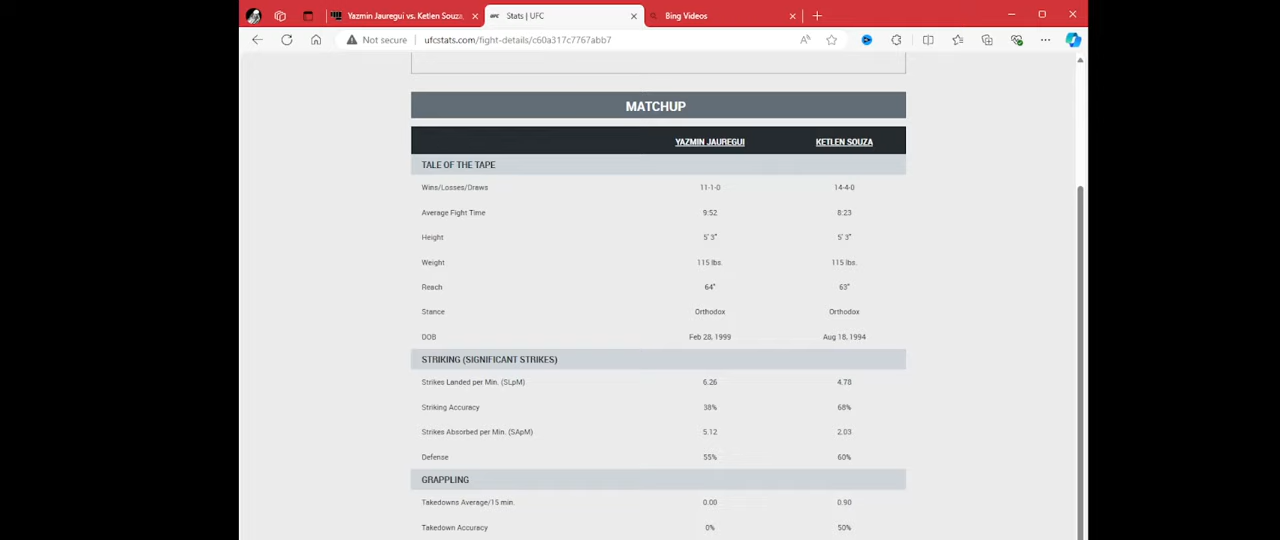 Yazmin Jauregui vs. Ketlen Souza,
Stats | UFC
Bing Videos
Not secure
ufcstats.com/fight-details/c60a317c7767abb7
MATCHUP
YAZMIN JAUREGUI KETLEN SOUZA
TALE OF THE TAPE
Wins/Losses/Draws 11-1-0 14-4-0
Average Fight Time 9:52 8:23
Height 5' 3" 5' 3"
Weight 115 lbs. 115 lbs.
Reach 64" 63"
Stance Orthodox Orthodox
DOB Feb 28, 1999 Aug 18, 1994
STRIKING (SIGNIFICANT STRIKES)
Strikes Landed per Min. (SLpM) 6.26 4.78
Striking Accuracy 38% 68%
Strikes Absorbed per Min. (SApM) 5.12 2.03
Defense 55% 60%
GRAPPLING
Takedowns Average/15 min. 0.00 0.90
Takedown Accuracy 0% 50%